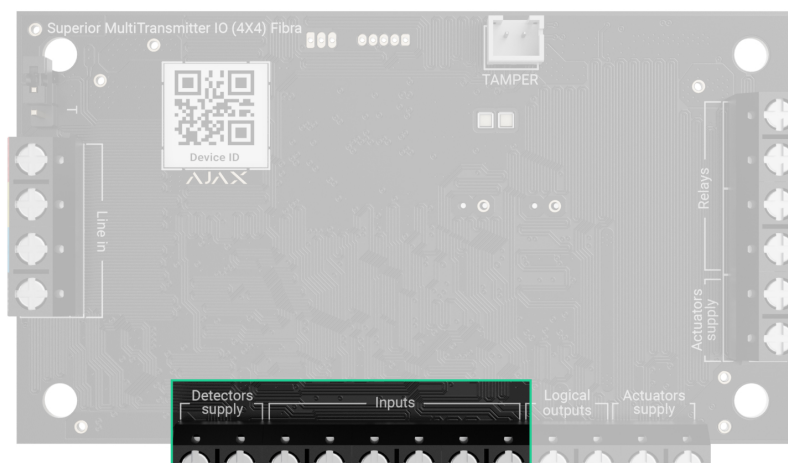 Superior MultiTransmitter IO (4X4) Fibra
TAMPER
T
Device ID
AJAX
Line in
Relays
Actuators
supply
Detectors
supply
Inputs
Logical
outputs
Actuators
supply